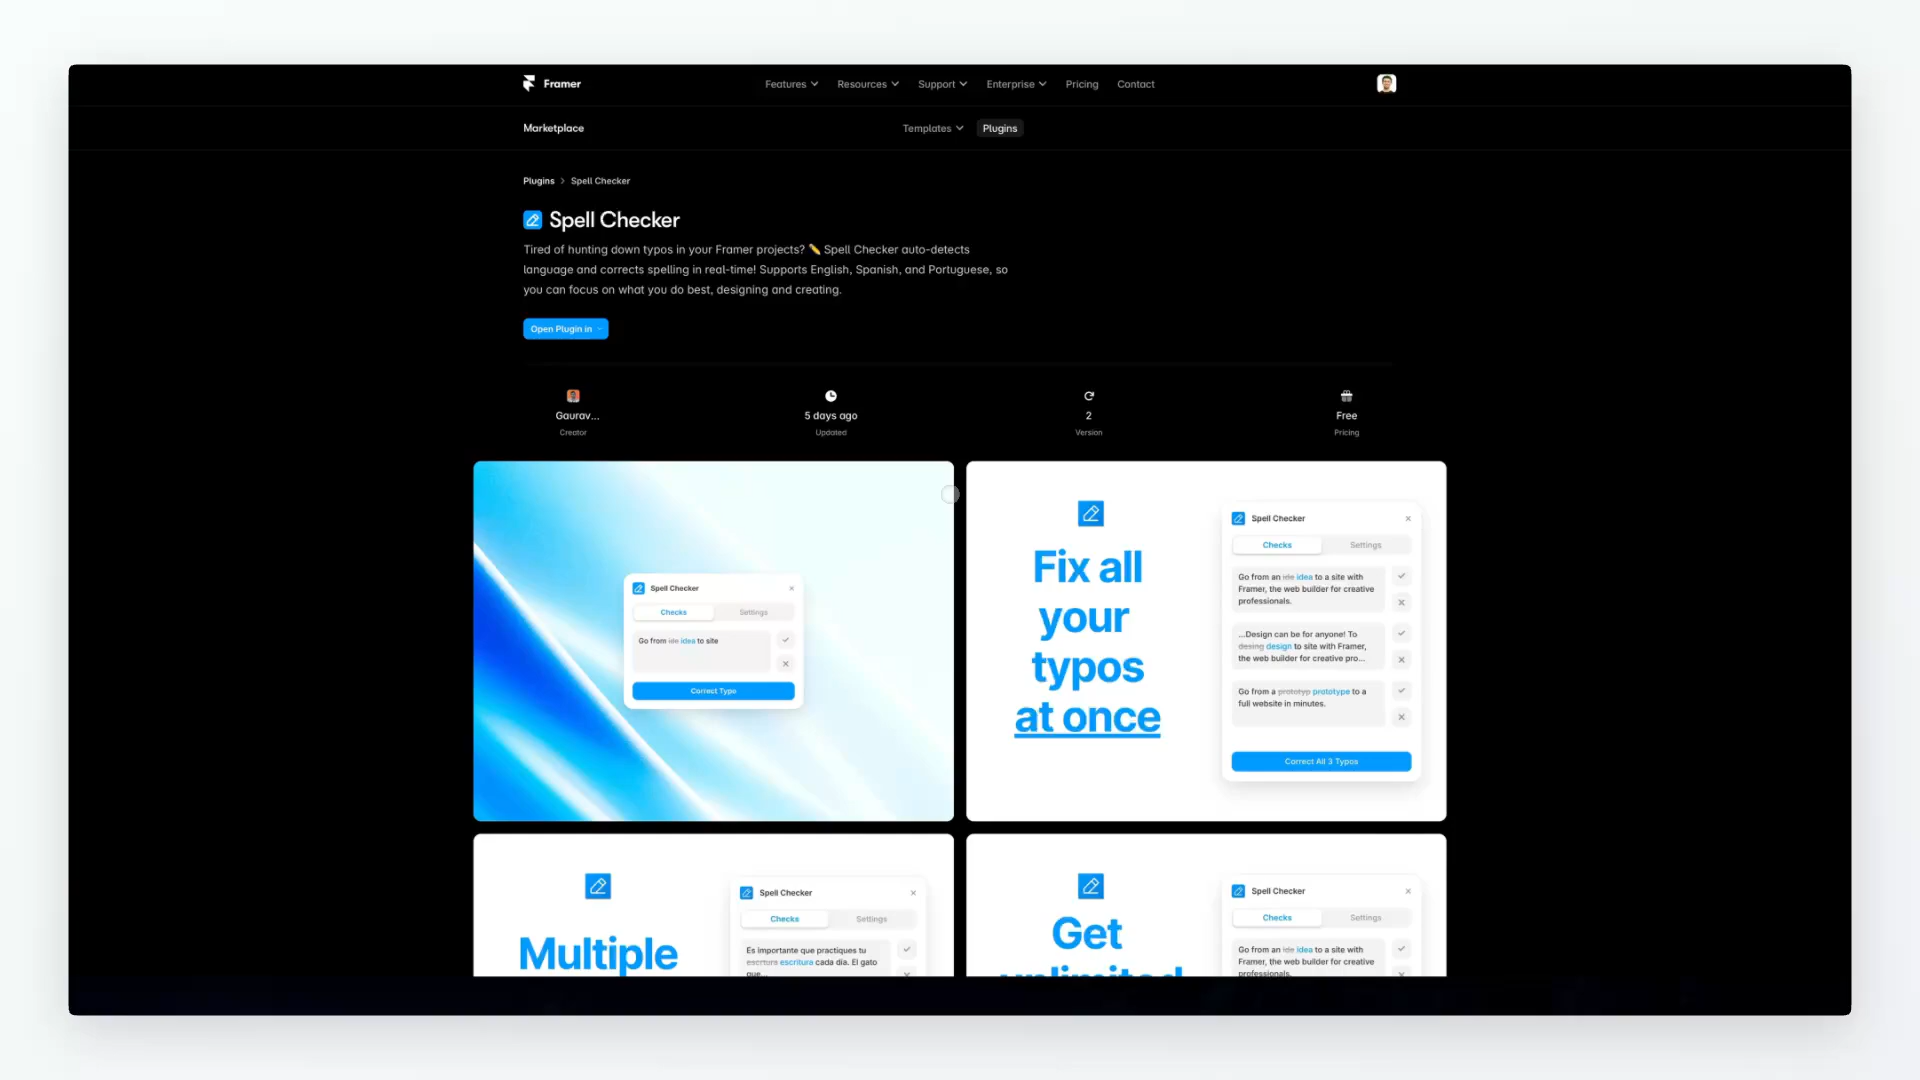 Framer
Features
Resources
Support
Enterprise
Pricing
Contact
Marketplace
Templates
Plugins
Plugins > Spell Checker
Spell Checker
Tired of hunting down typos in your Framer projects? ✏️ Spell Checker auto-detects
language and corrects spelling in real-time! Supports English, Spanish, and Portuguese, so
you can focus on what you do best, designing and creating.
Open Plugin in
Gaurav...
Creator
5 days ago
Updated
2
Version
Free
Pricing
Spell Checker
Checks
Settings
Go from ide idea to site
Correct Typo
Fix all
your
typos
at once
Spell Checker
Checks
Settings
Go from an ide idea to a site with
Framer, the web builder for creative
professionals.
...Design can be for anyone! To
desing design to site with Framer,
the web builder for creative pro...
Go from a prototyp prototype to a
full website in minutes.
Correct All 3 Typos
Multiple
Spell Checker
Checks
Settings
Es importante que practiques tu
escritura cada día. El gato
que...
Get
unlimited
Spell Checker
Checks
Settings
Go from an ide idea to a site with
Framer, the web builder for creative
professionals.